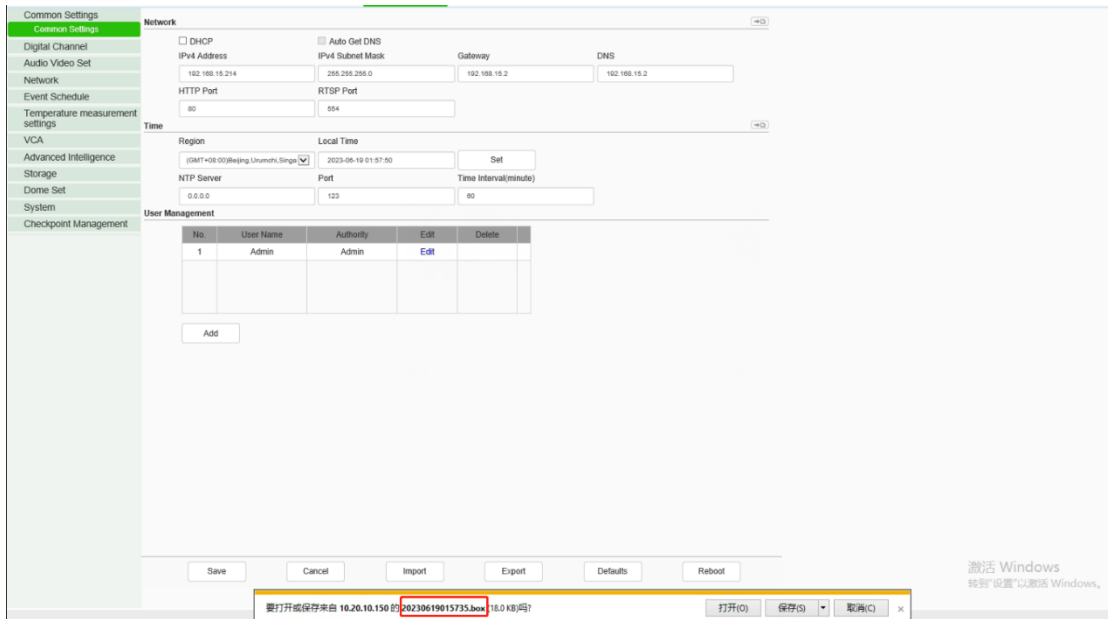 Common Settings
Common Settings
Digital Channel
Audio Video Set
Network
Event Schedule
Temperature measurement
settings
VCA
Advanced Intelligence
Storage
Dome Set
System
Checkpoint Management
Network
DHCP
Auto Get DNS
IPv4 Address
IPv4 Subnet Mask
Gateway
DNS
192.168.15.214
255.255.255.0
192.168.15.2
192.168.15.2
HTTP Port
RTSP Port
80
554
Time
Region
Local Time
(GMT+08:00)Beijing,Urumchi,Singa
2023-06-19 01:57:50
Set
NTP Server
Port
Time Interval(minute)
0.0.0.0
123
60
User Management
No. User Name Authority Edit Delete
1 Admin Admin Edit
Add
Save Cancel Import Export Defaults Reboot
激活 Windows
转到"设置"以激活 Windows。
要打开或保存来自 10.20.10.150 的 20230619015735.box (18.0 KB)吗?
打开(O) 保存(S) 取消(C) ×